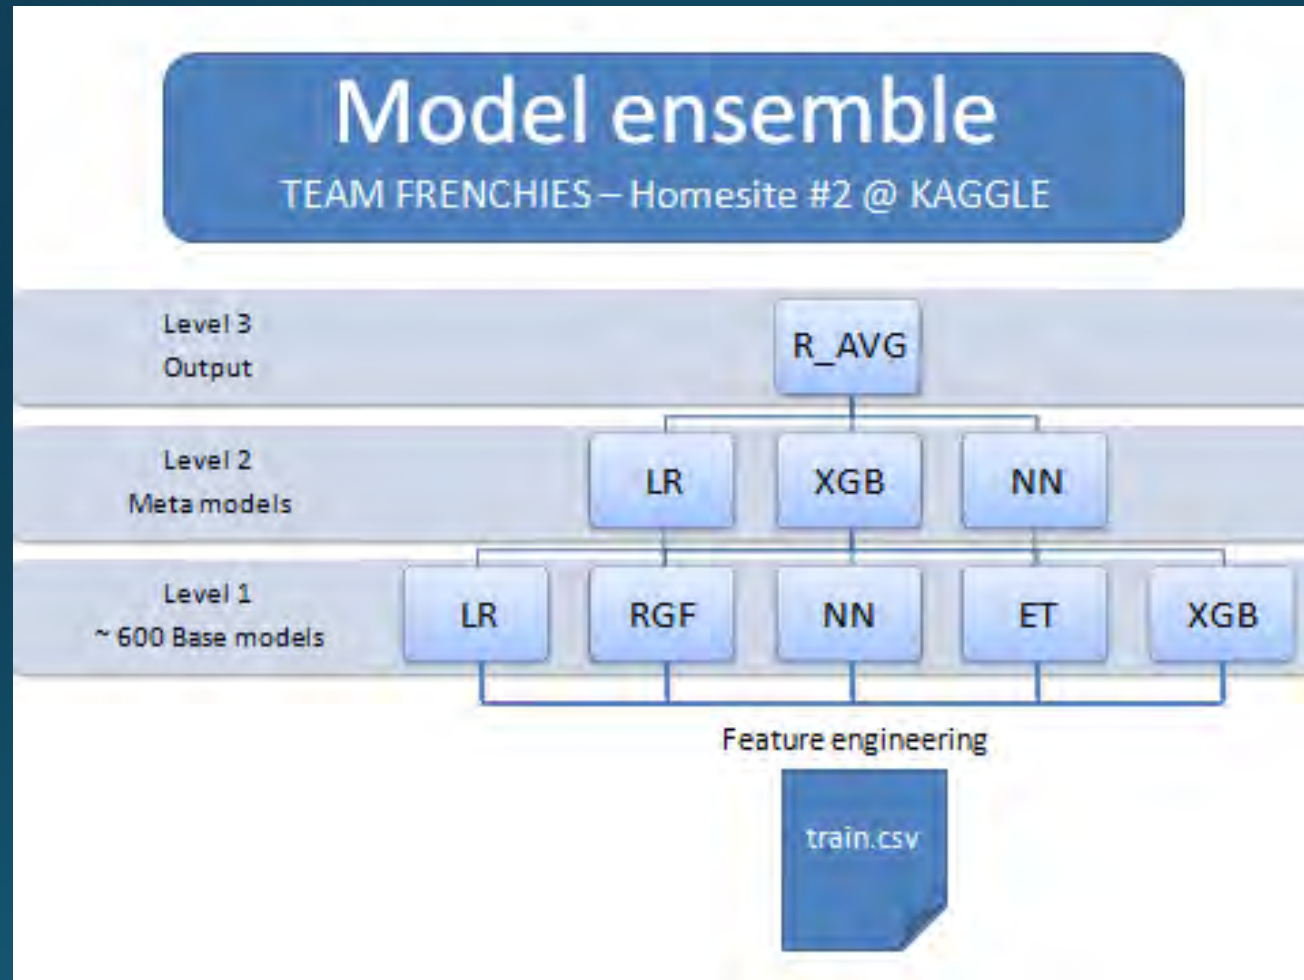 Model ensemble
TEAM FRENCHIES – Homesite #2 @ KAGGLE
Level 3
Output
R_AVG
Level 2
Meta models
LR
XGB
NN
Level 1
~ 600 Base models
LR
RGF
NN
ET
XGB
Feature engineering
train.csv